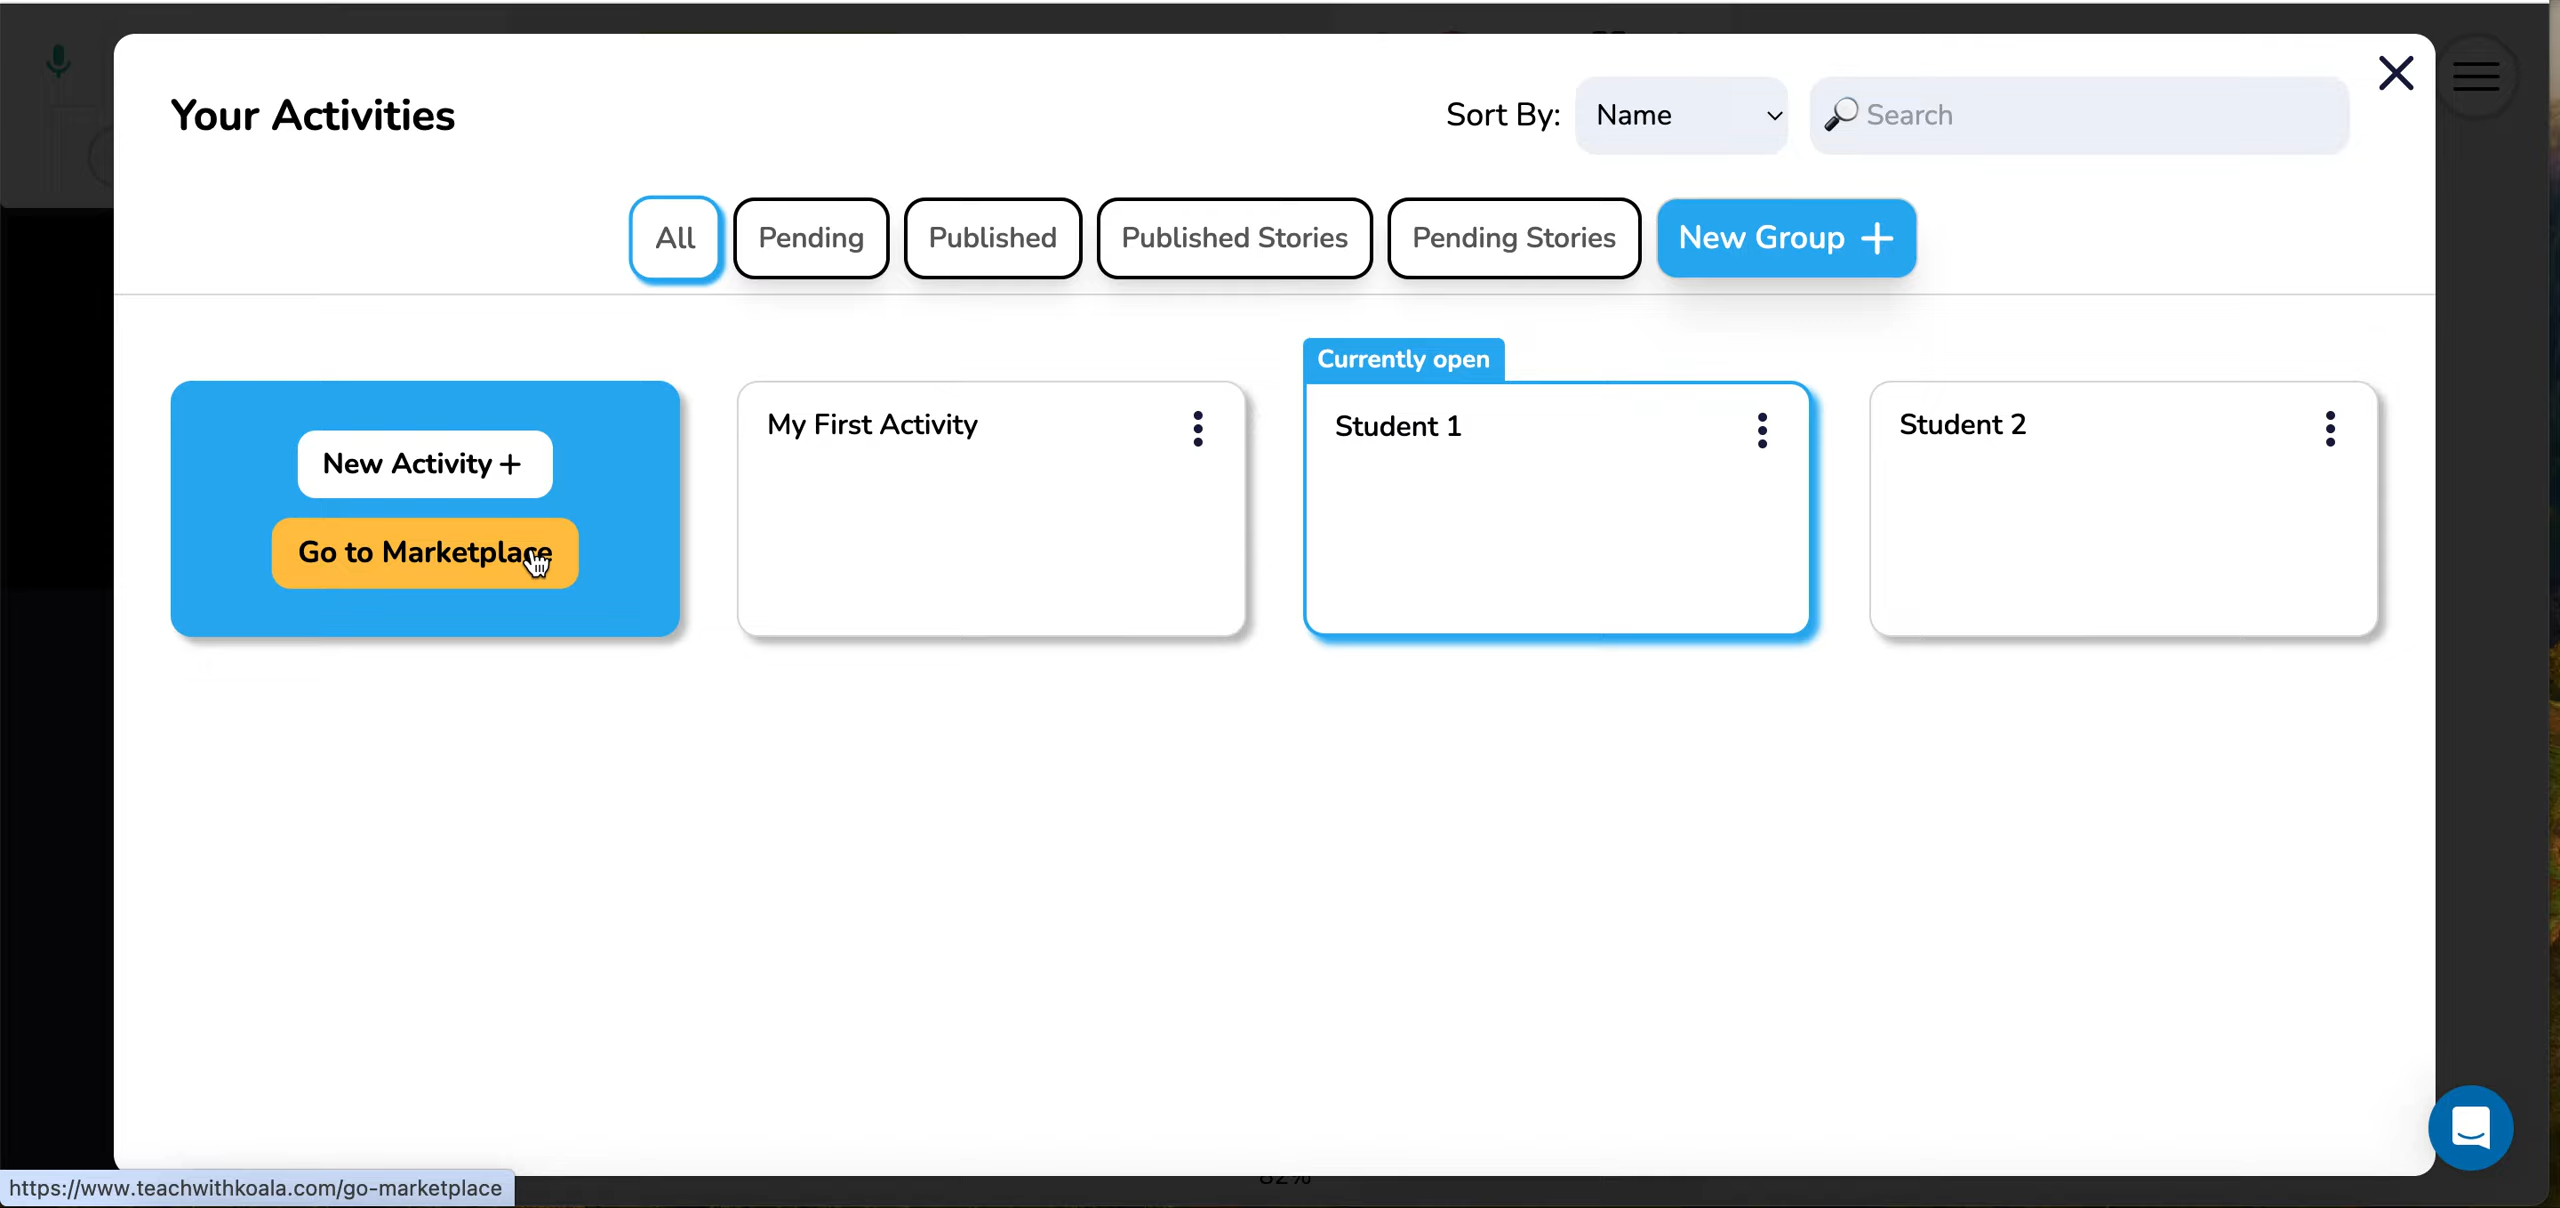 Your Activities
Sort By: Name
Search
All
Pending
Published
Published Stories
Pending Stories
New Group +
Currently open
New Activity +
Go to Marketplace
My First Activity
Student 1
Student 2
https://www.teachwithkoala.com/go-marketplace